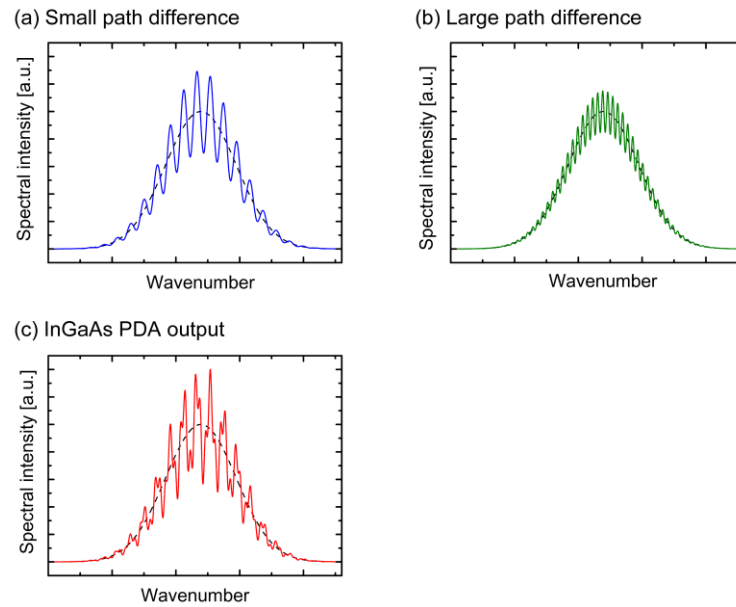 (a) Small path difference
Spectral intensity [a.u.]
Wavenumber
(b) Large path difference
Spectral intensity [a.u.]
Wavenumber
(c) InGaAs PDA output
Spectral intensity [a.u.]
Wavenumber